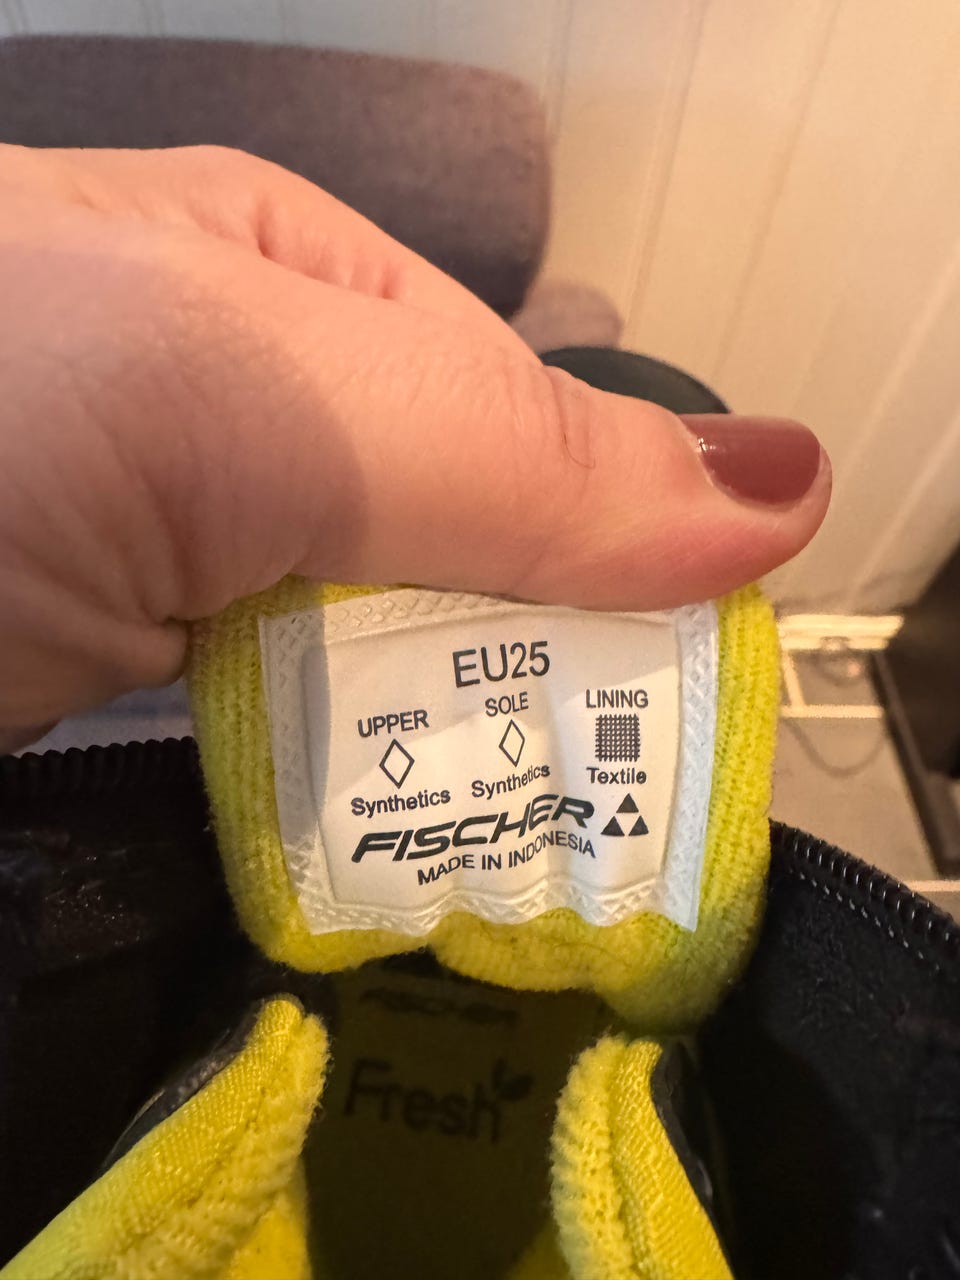 EU25
UPPER SOLE LINING
Synthetics Synthetics Textile
FISCHER
MADE IN INDONESIA
FISCHER
Fresh